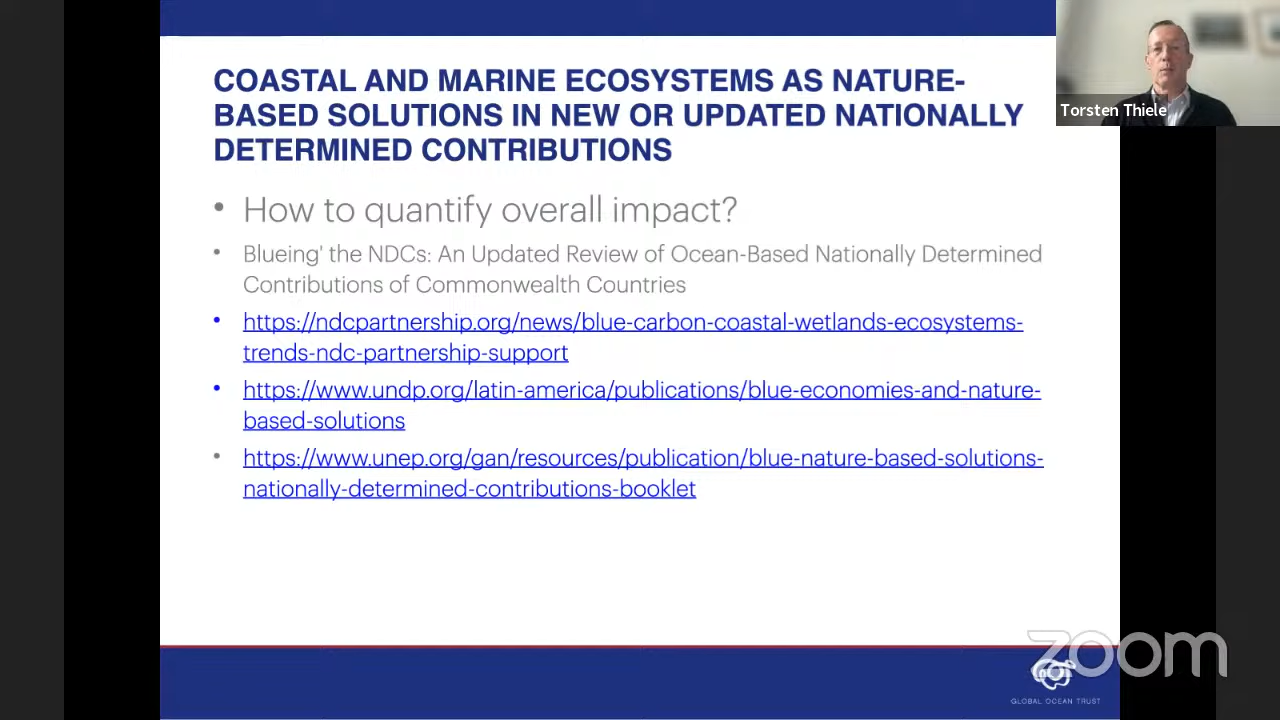 COASTAL AND MARINE ECOSYSTEMS AS NATURE-
BASED SOLUTIONS IN NEW OR UPDATED NATIONALLY
DETERMINED CONTRIBUTIONS
Torsten Thiele
• How to quantify overall impact?
• Blueing' the NDCs: An Updated Review of Ocean-Based Nationally Determined
Contributions of Commonwealth Countries
• https://ndcpartnership.org/news/blue-carbon-coastal-wetlands-ecosystems-
trends-ndc-partnership-support
• https://www.undp.org/latin-america/publications/blue-economies-and-nature-
based-solutions
• https://www.unep.org/gan/resources/publication/blue-nature-based-solutions-
nationally-determined-contributions-booklet
zoom
GLOBAL OCEAN TRUST